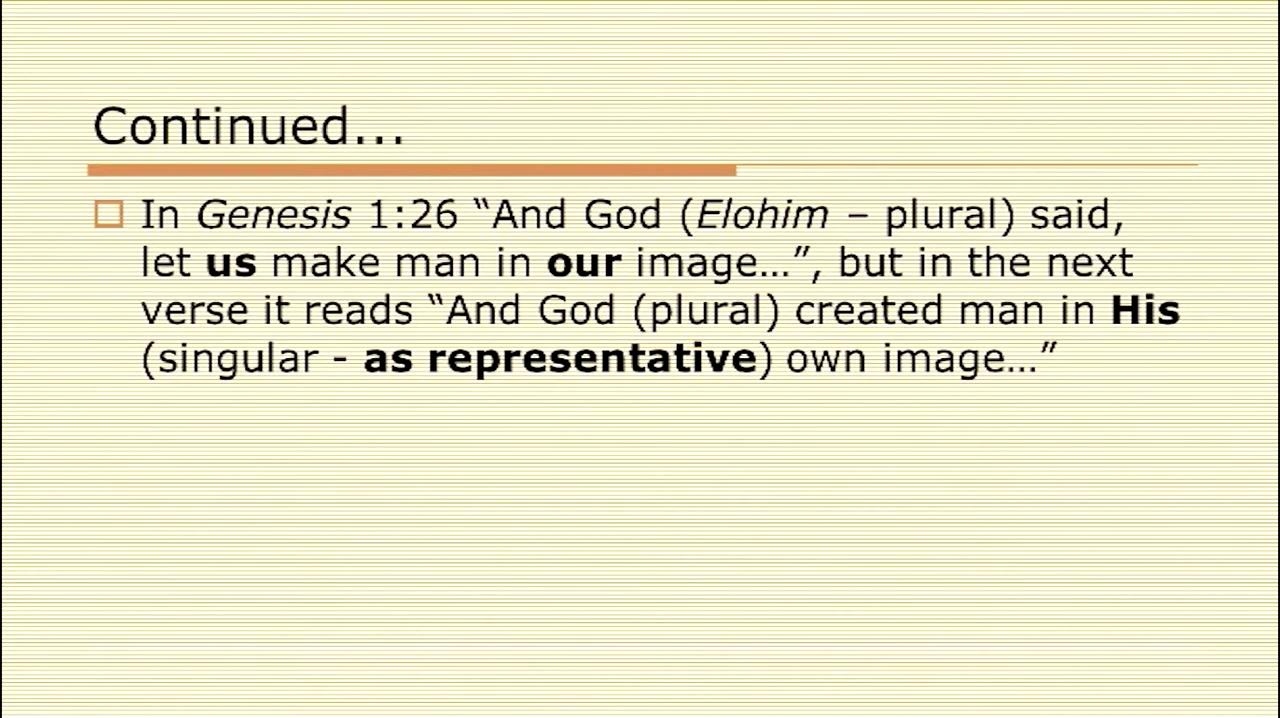 Continued...
In Genesis 1:26 “And God (Elohim – plural) said,
let us make man in our image…”, but in the next
verse it reads “And God (plural) created man in His
(singular - as representative) own image…”